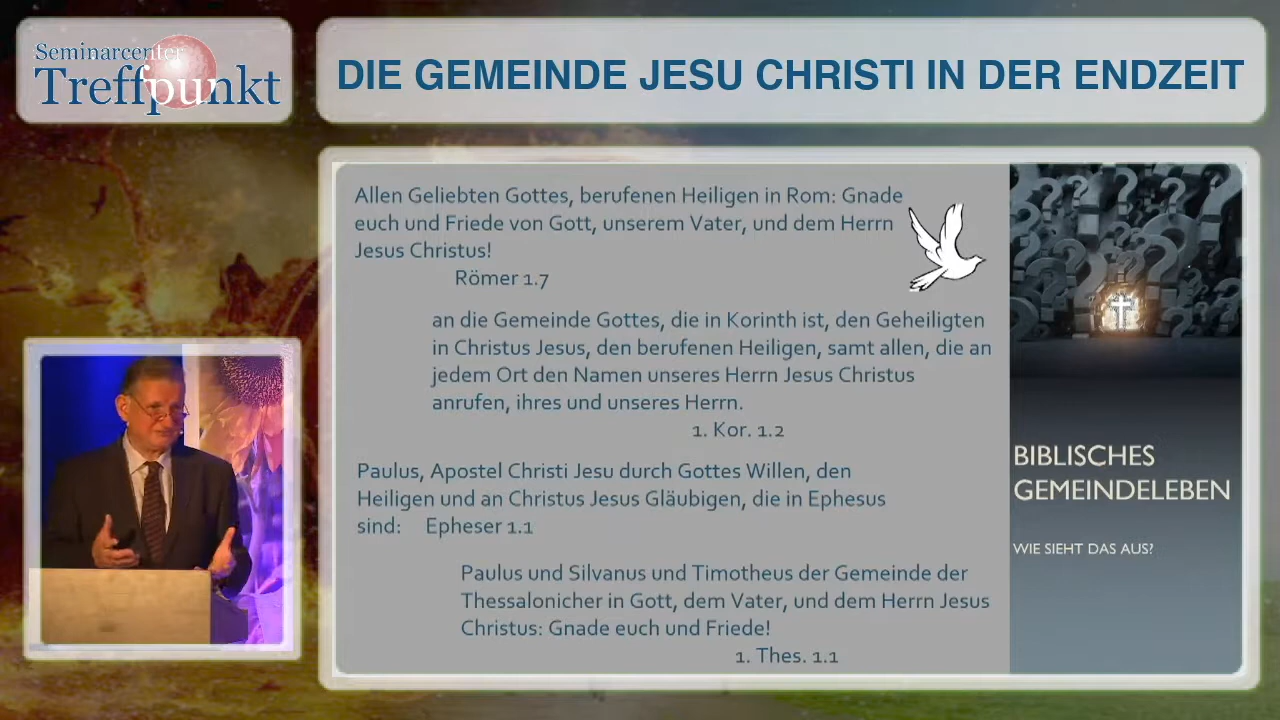 Seminarcenter
Treffpunkt
DIE GEMEINDE JESU CHRISTI IN DER ENDZEIT
Allen Geliebten Gottes, berufenen Heiligen in Rom: Gnade
euch und Friede von Gott, unserem Vater, und dem Herrn
Jesus Christus!
Römer 1.7
an die Gemeinde Gottes, die in Korinth ist, den Geheiligten
in Christus Jesus, den berufenen Heiligen, samt allen, die an
jedem Ort den Namen unseres Herrn Jesus Christus
anrufen, ihres und unseres Herrn.
1. Kor. 1.2
Paulus, Apostel Christi Jesu durch Gottes Willen, den
Heiligen und an Christus Jesus Gläubigen, die in Ephesus
sind: Epheser 1.1
Paulus und Silvanus und Timotheus der Gemeinde der
Thessalonicher in Gott, dem Vater, und dem Herrn Jesus
Christus: Gnade euch und Friede!
1. Thes. 1.1
BIBLISCHES
GEMEINDELEBEN
WIE SIEHT DAS AUS?